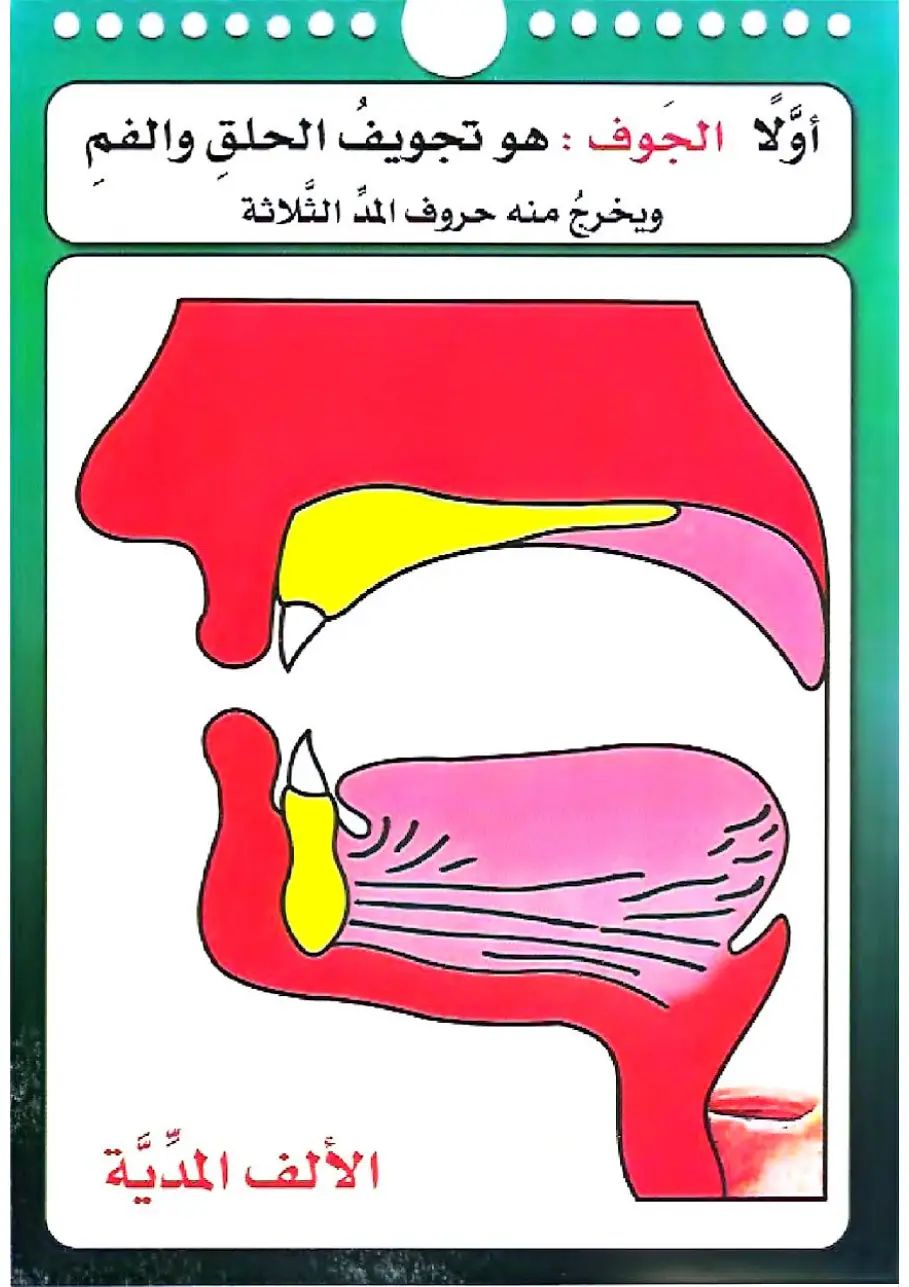 أوَّلًا الجَوف : هو تجويفُ الحلقِ والفمِ
ويخرجُ منه حروف المدِّ الثَّلاثة
الألف المدِّيَّة